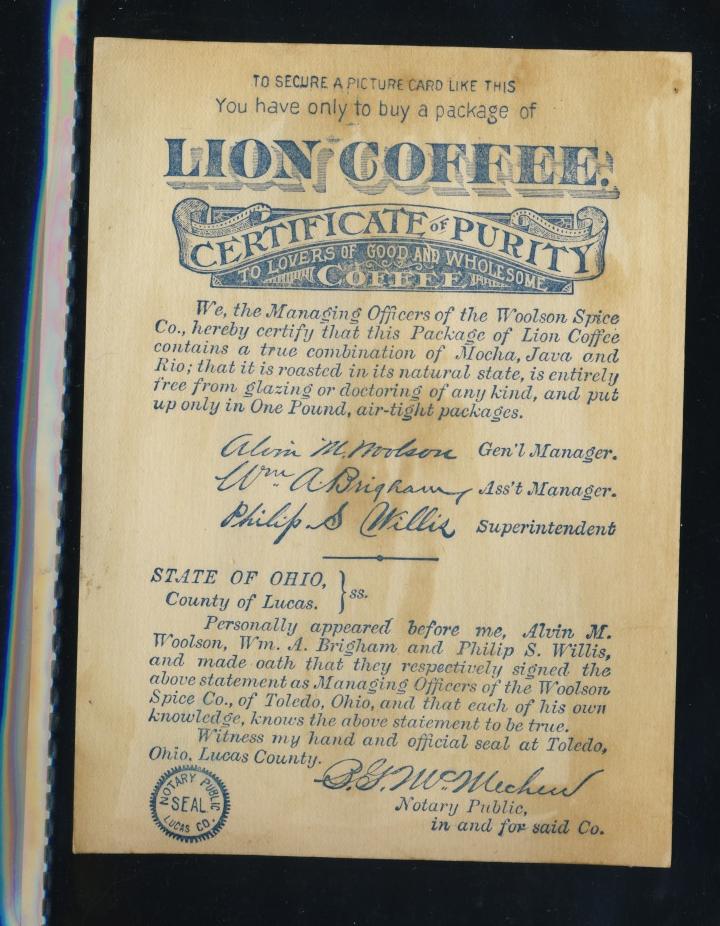 TO SECURE A PICTURE CARD LIKE THIS
You have only to buy a package of
LION COFFEE.
CERTIFICATE OF PURITY
TO LOVERS OF GOOD AND WHOLESOME
COFFEE
We, the Managing Officers of the Woolson Spice
Co., hereby certify that this Package of Lion Coffee
contains a true combination of Mocha, Java and
Rio; that it is roasted in its natural state, is entirely
free from glazing or doctoring of any kind, and put
up only in One Pound, air-tight packages.
Alvin M. Woolson Gen'l Manager.
Wm A. Brigham, Ass't Manager.
Philip S Willis Superintendent
STATE OF OHIO, } ss.
County of Lucas.
Personally appeared before me, Alvin M.
Woolson, Wm. A. Brigham and Philip S. Willis,
and made oath that they respectively signed the
above statement as Managing Officers of the Woolson
Spice Co., of Toledo, Ohio, and that each of his own
knowledge, knows the above statement to be true.
Witness my hand and official seal at Toledo,
Ohio, Lucas County.
B. G. McMechen
Notary Public,
in and for said Co.
NOTARY PUBLIC
SEAL
LUCAS CO.